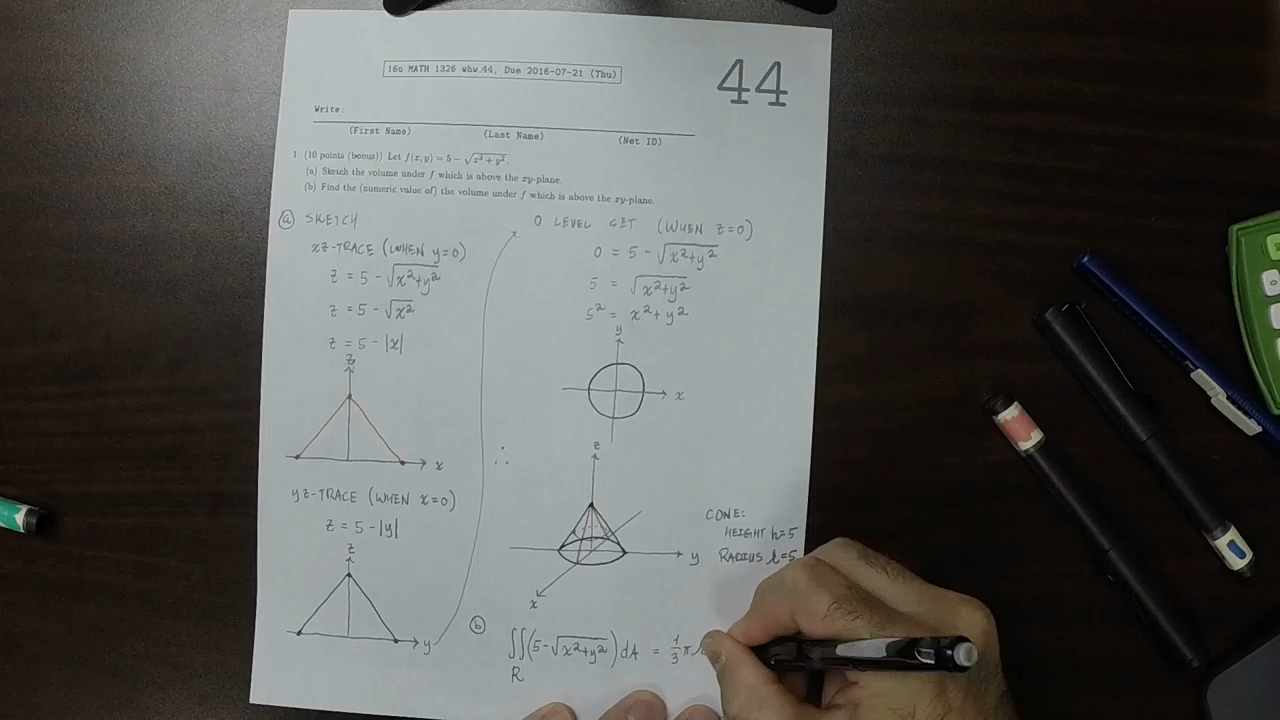 16o MATH 1326 whw.44, Due 2016-07-21 (Thu)
44
Write:
(First Name) (Last Name) (Net ID)
1. (10 points (bonus)) Let f(x, y) = 5 − √(x² + y²).
(a) Sketch the volume under f which is above the xy-plane.
(b) Find the (numeric value of) the volume under f which is above the xy-plane.
(a) SKETCH
XZ-TRACE (WHEN y=0)
z = 5 - √(x²+y²)
z = 5 - √(x²)
z = 5 - |x|
z
x
yz-TRACE (WHEN x=0)
z = 5 - |y|
z
y
0 LEVEL SET (WHEN z=0)
0 = 5 - √(x²+y²)
5 = √(x²+y²)
5² = x²+y²
y
x
∴
z
y
x
CONE:
HEIGHT h=5
RADIUS r=5
(b)
∬(5-√(x²+y²))dA = 1/3 π
R